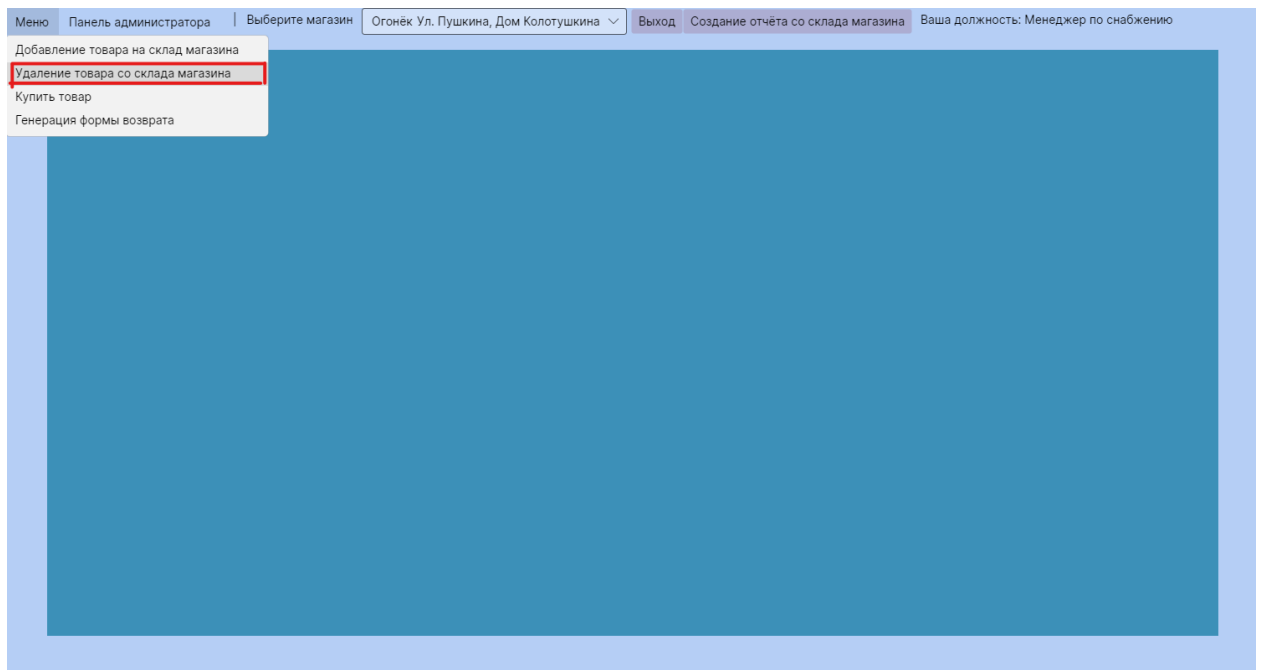 Меню Панель администратора | Выберите магазин Огонёк Ул. Пушкина, Дом Колотушкина Выход Создание отчёта со склада магазина Ваша должность: Менеджер по снабжению
Добавление товара на склад магазина
Удаление товара со склада магазина
Купить товар
Генерация формы возврата